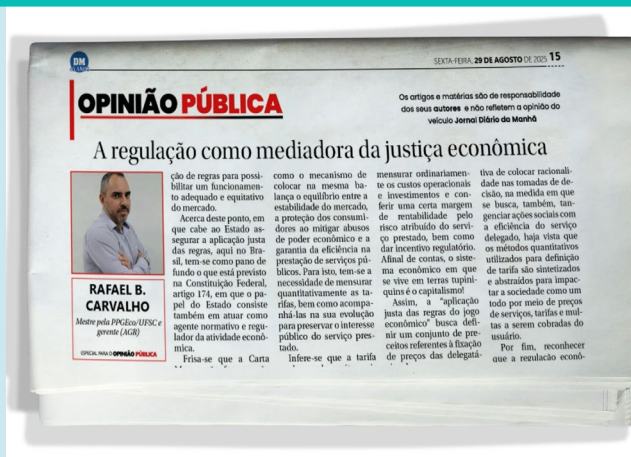 DM
SEXTA-FEIRA, 29 DE AGOSTO DE 2025 15
OPINIÃO PÚBLICA
Os artigos e matérias são de responsabilidade
dos seus autores e não refletem a opinião do
veículo Jornal Diário da Manhã
A regulação como mediadora da justiça econômica
RAFAEL B.
CARVALHO
Mestre pela PPGEco/UFSC e
gerente (AGR)
ESPECIAL PARA O OPINIÃO PÚBLICA
ção de regras para possi-
bilitar um funcionamen-
to adequado e equitativo
do mercado.
Acerca deste ponto, em
que cabe ao Estado as-
segurar a aplicação justa
das regras, aqui no Bra-
sil, tem-se como pano de
fundo o que está previsto
na Constituição Federal,
artigo 174, em que o pa-
pel do Estado consiste
também em atuar como
agente normativo e regu-
lador da atividade econô-
mica.
Frisa-se que a Carta
como o mecanismo de
colocar na mesma ba-
lança o equilíbrio entre a
estabilidade do mercado,
a proteção dos consumi-
dores ao mitigar abusos
de poder econômico e a
garantia da eficiência na
prestação de serviços pú-
blicos. Para isto, tem-se a
necessidade de mensurar
quantitativamente as ta-
rifas, bem como acompa-
nhá-las na sua evolução
para preservar o interesse
público do serviço pres-
tado.
Infere-se que a tarifa
mensurar ordinariamen-
te os custos operacionais
e investimentos e con-
ferir uma certa margem
de rentabilidade pelo
risco atribuído do servi-
ço prestado, bem como
dar incentivo regulatório.
Afinal de contas, o siste-
ma econômico em que
se vive em terras tupini-
quins é o capitalismo!
Assim, a "aplicação
justa das regras do jogo
econômico" busca defi-
nir um conjunto de pre-
ceitos referentes à fixação
de preços das delegatá-
tiva de colocar racionali-
dade nas tomadas de de-
cisão, na medida em que
se busca, também, tan-
genciar ações sociais com
a eficiência do serviço
delegado, haja vista que
os métodos quantitativos
utilizados para definição
de tarifa são sintetizados
e abstraídos para impac-
tar a sociedade como um
todo por meio de preços
de serviços, tarifas e mul-
tas a serem cobradas do
usuário.
Por fim, reconhecer
que a regulação econô-